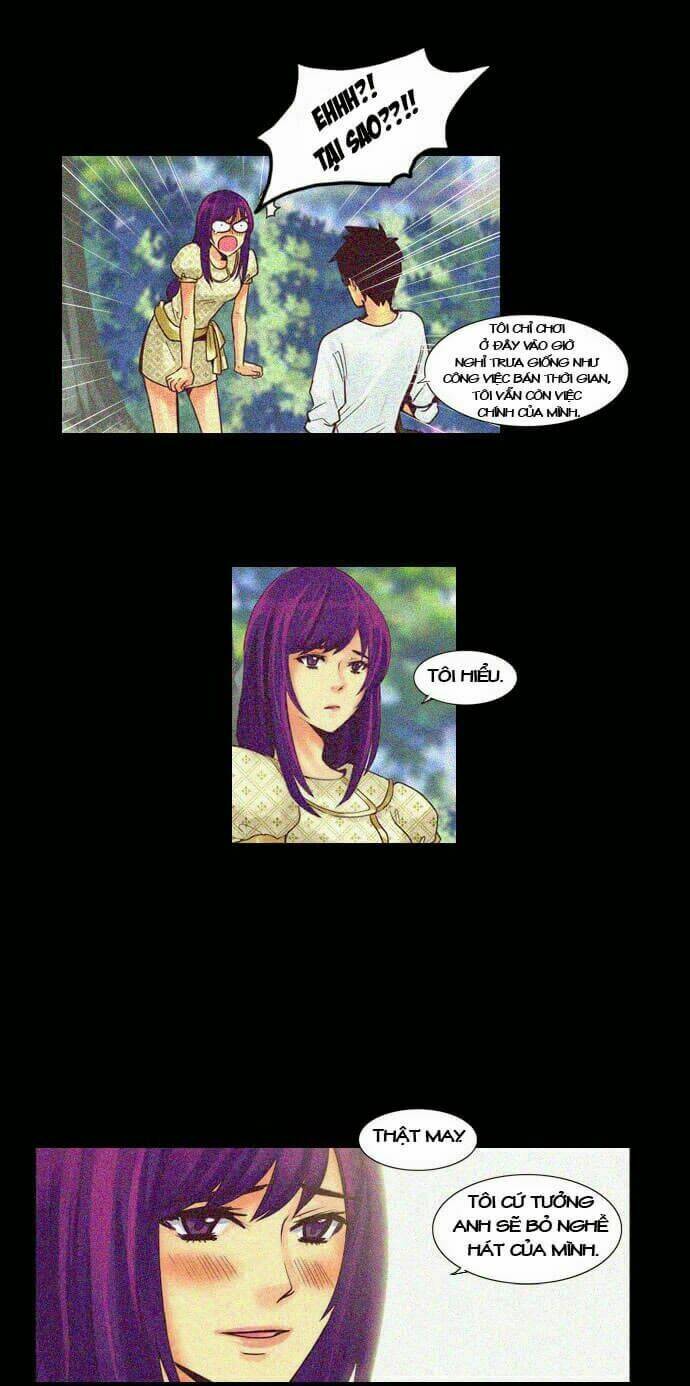 EHHH?!
TẠI SAO??!!
TÔI CHỈ CHƠI
Ở ĐÂY VÀO GIỜ
NGHỈ TRƯA GIỐNG NHƯ
CÔNG VIỆC BÁN THỜI GIAN,
TÔI VẪN CÒN VIỆC
CHÍNH CỦA MÌNH.
TÔI HIỂU.
THẬT MAY.
TÔI CỨ TƯỞNG
ANH SẼ BỎ NGHỀ
HÁT CỦA MÌNH.